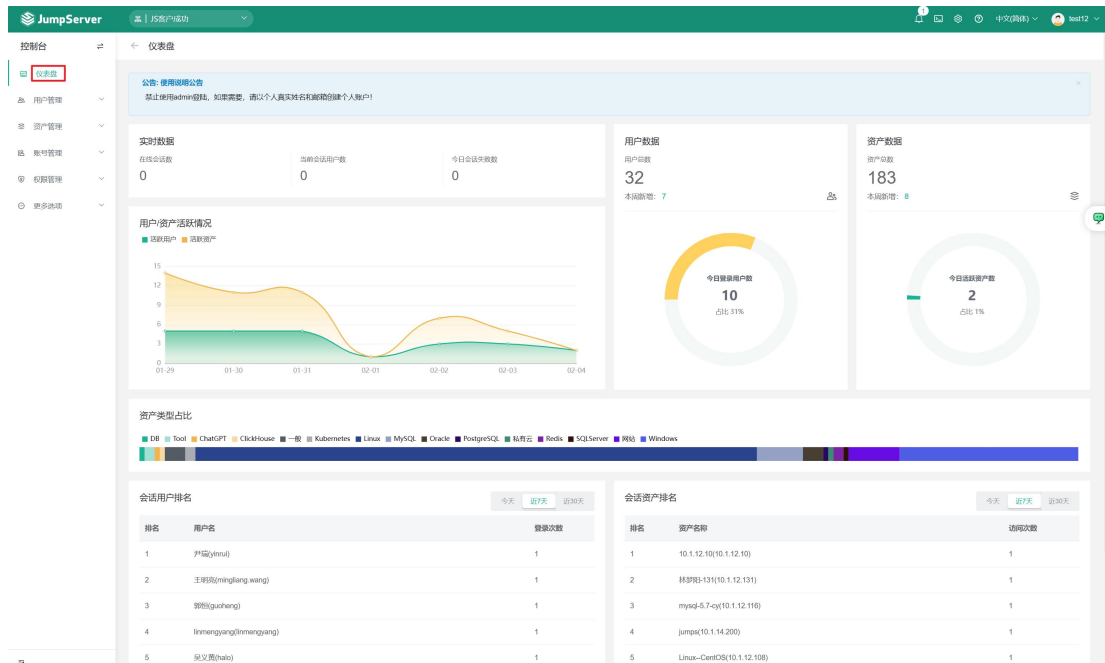 JumpServer
JS客户成功
1
中文(简体)
test12
控制台
仪表盘
仪表盘
用户管理
资产管理
账号管理
权限管理
更多选项
公告: 使用说明公告
禁止使用admin登陆，如果需要，请以个人真实姓名和邮箱创建个人账户！
实时数据
在线会话数
当前会话用户数
今日会话失败数
0
0
0
用户数据
用户总数
32
本周新增: 7
资产数据
资产总数
183
本周新增: 8
用户/资产活跃情况
活跃用户 活跃资产
15
12
9
6
3
0
01-29 01-30 01-31 02-01 02-02 02-03 02-04
今日登录用户数
10
占比 31%
今日活跃资产数
2
占比 1%
资产类型占比
DB Tool ChatGPT ClickHouse 一般 Kubernetes Linux MySQL Oracle PostgreSQL 私有云 Redis SQLServer 网站 Windows
会话用户排名
今天 近7天 近30天
排名 用户名 登录次数
1 尹瑞(yinrui) 1
2 王明亮(mingliang.wang) 1
3 郭恒(guoheng) 1
4 linmengyang(linmengyang) 1
5 (halo) 1
会话资产排名
今天 近7天 近30天
排名 资产名称 访问次数
1 10.1.12.10(10.1.12.10) 1
2 林梦阳-131(10.1.12.131) 1
3 mysql-5.7-cy(10.1.12.116) 1
4 jumps(10.1.14.200) 1
5 Linux--CentOS(10.1.12.108) 1